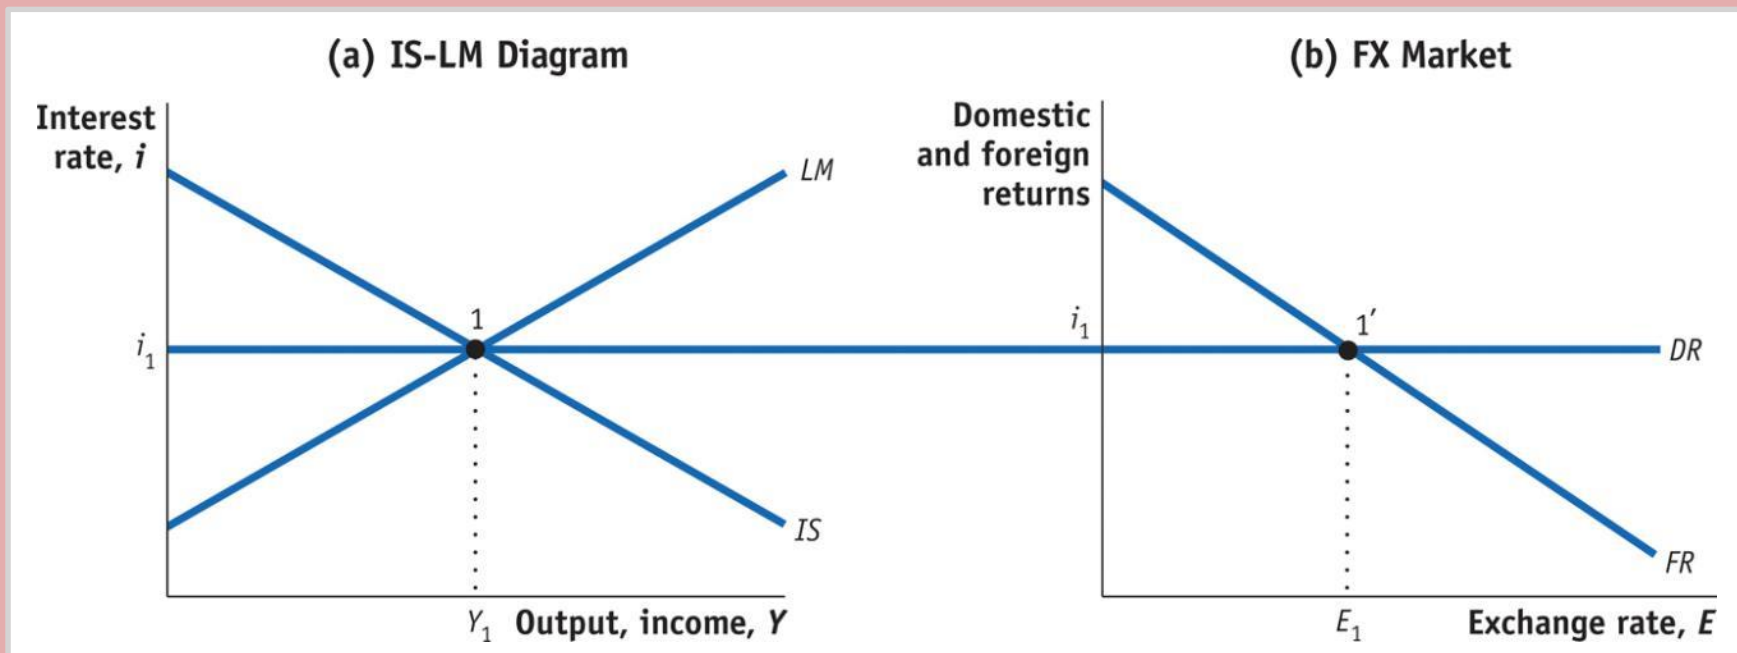 (a) IS-LM Diagram
Interest
rate, i
LM
1
i₁
IS
Y₁ Output, income, Y
(b) FX Market
Domestic
and foreign
returns
i₁
1′
DR
FR
E₁ Exchange rate, E